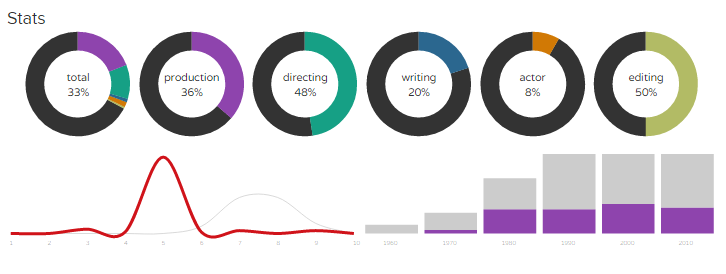 Stats
total production directing writing actor editing
33% 36% 48% 20% 8% 50%
1 2 3 4 5 6 7 8 9 10 1960 1970 1980 1990 2000 2010